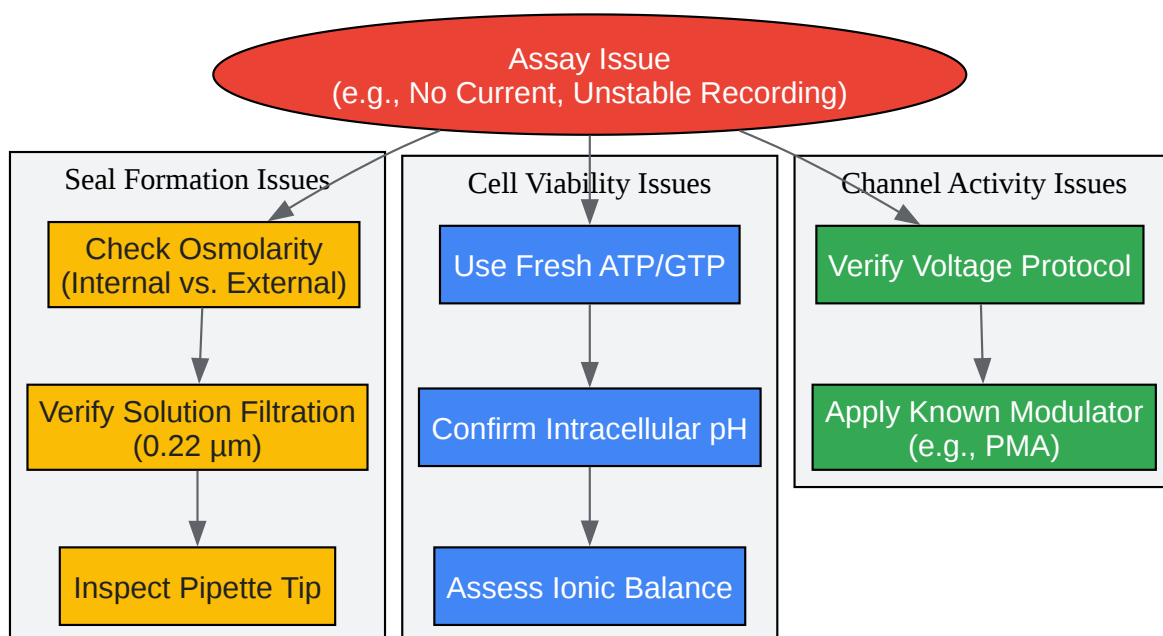 Assay Issue
(e.g., No Current, Unstable Recording)
Seal Formation Issues
Check Osmolarity
(Internal vs. External)
Verify Solution Filtration
(0.22 µm)
Inspect Pipette Tip
Cell Viability Issues
Use Fresh ATP/GTP
Confirm Intracellular pH
Assess Ionic Balance
Channel Activity Issues
Verify Voltage Protocol
Apply Known Modulator
(e.g., PMA)